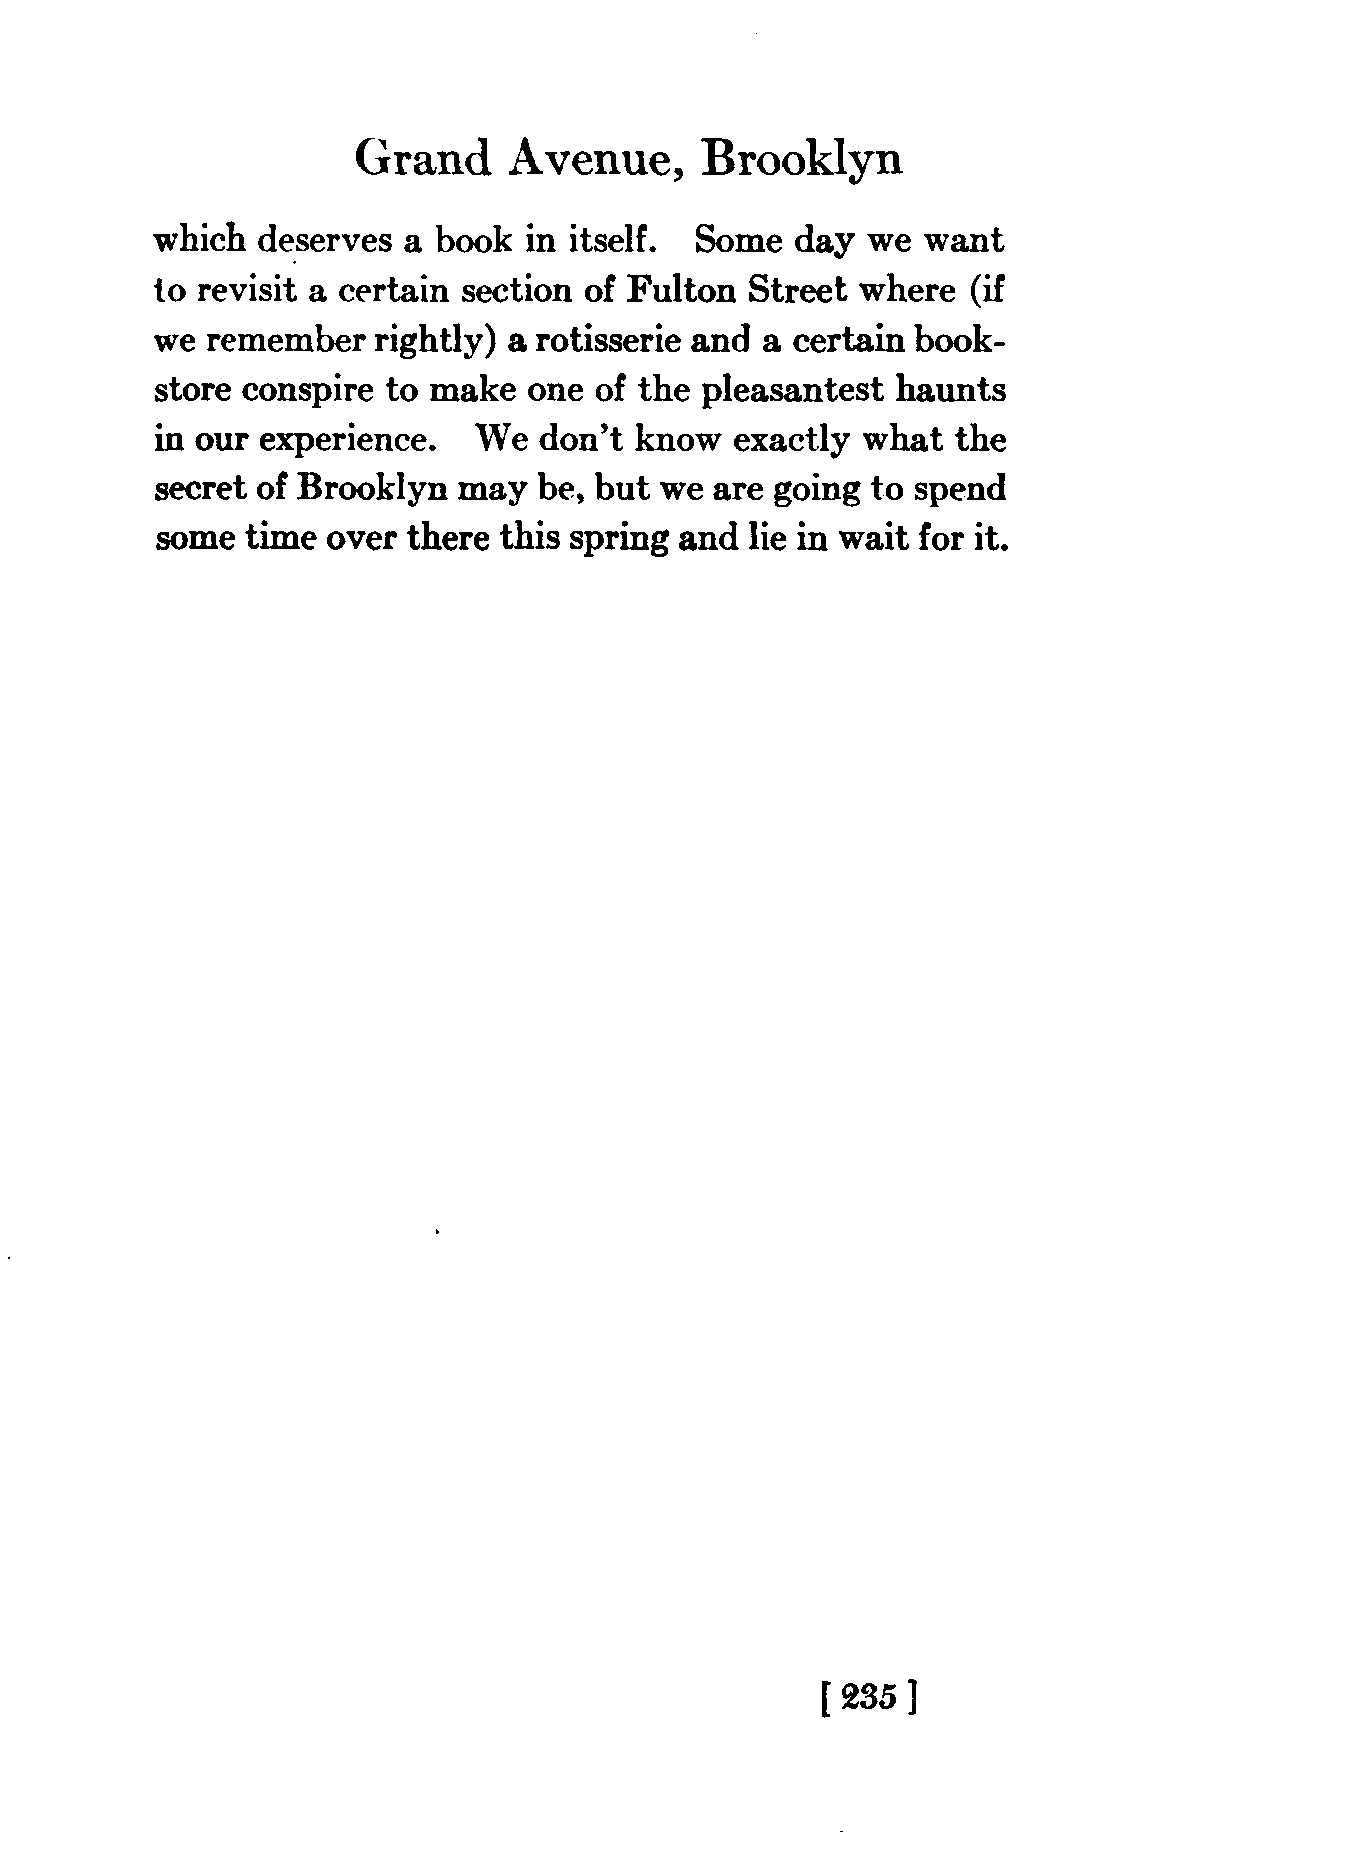 Grand Avenue, Brooklyn
which deserves a book in itself. Some day we want
to revisit a certain section of Fulton Street where (if
we remember rightly) a rotisserie and a certain book-
store conspire to make one of the pleasantest haunts
in our experience. We don't know exactly what the
secret of Brooklyn may be, but we are going to spend
some time over there this spring and lie in wait for it.
[ 235 ]